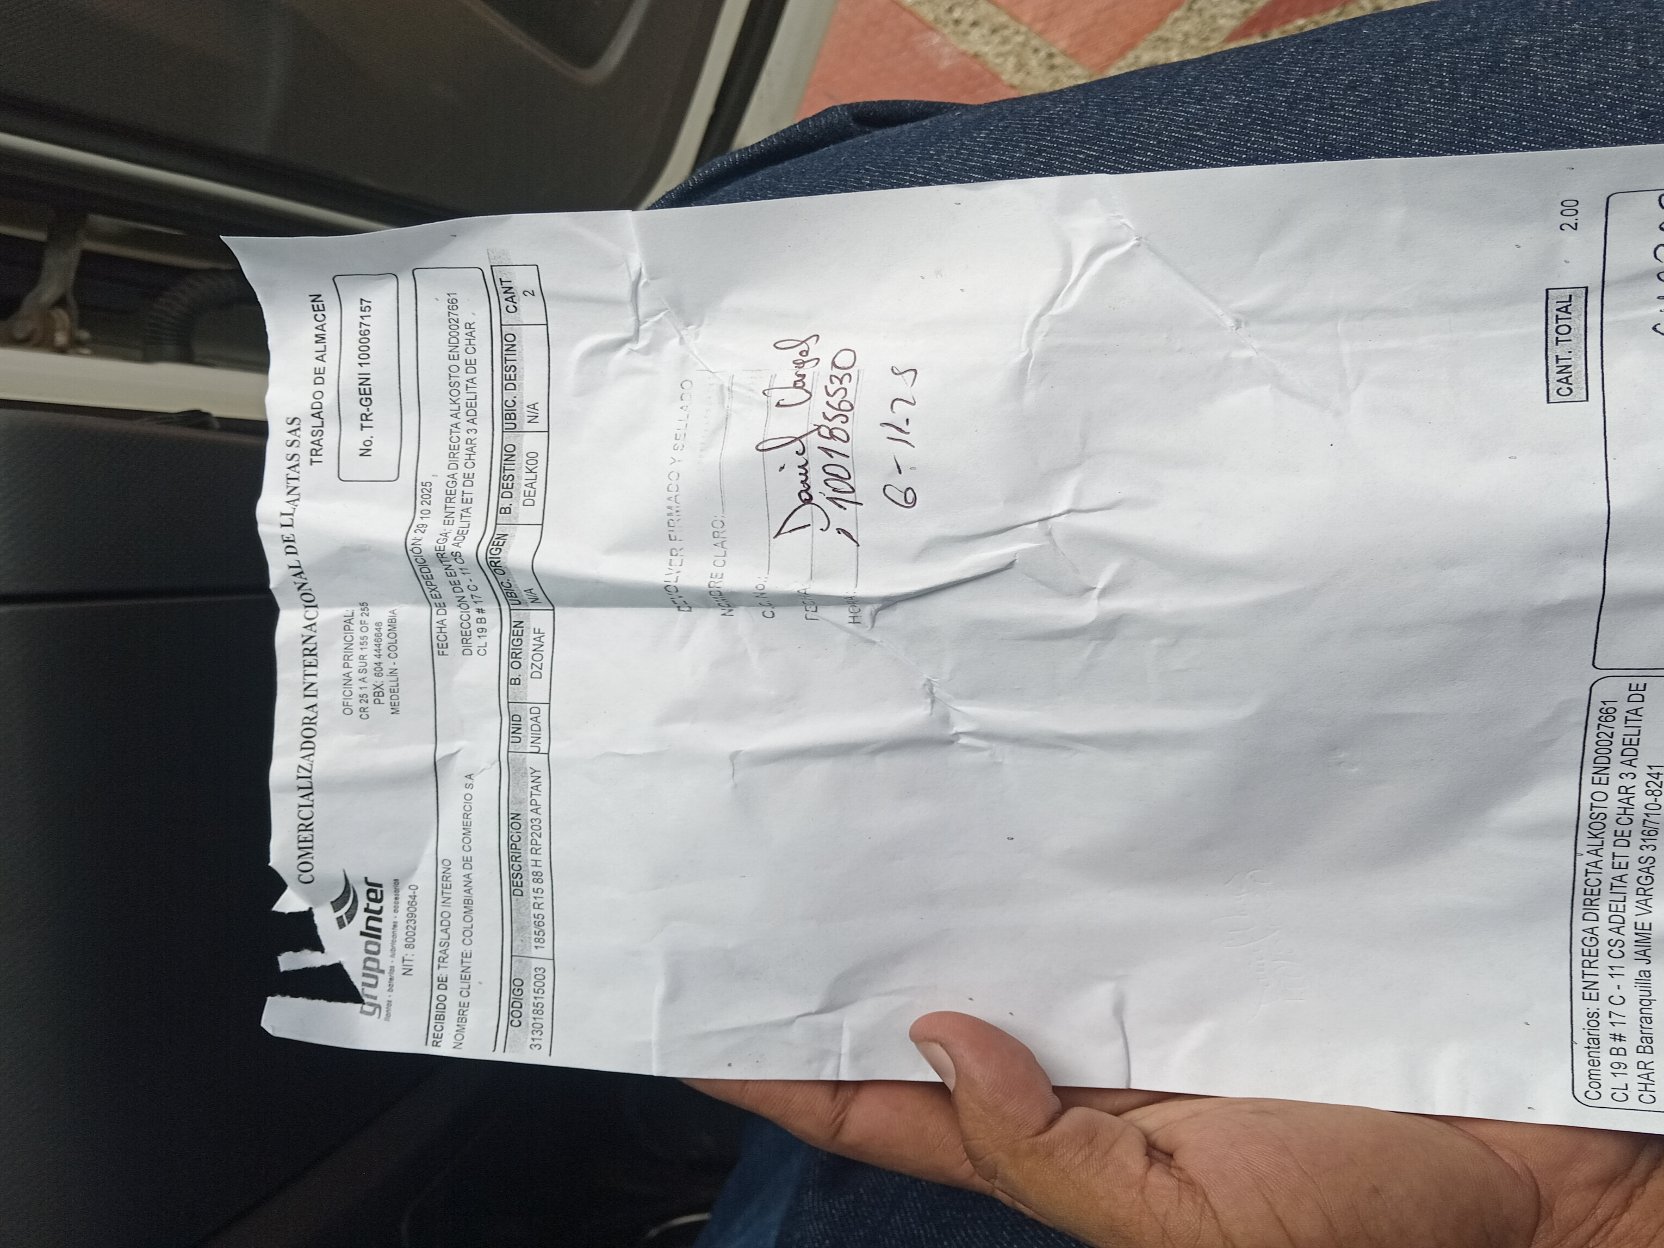 COMERCIALIZADORA INTERNACIONAL DE LLANTAS SAS
TRASLADO DE ALMACEN
grupoInter
llantas - baterías - lubricantes - accesorios
NIT: 800239064-0
OFICINA PRINCIPAL:
CR 25 1 A SUR 155 OF 256
PBX: 604 4446646
MEDELLÍN - COLOMBIA
No. TR-GENI 100067157
RECIBIDO DE: TRASLADO INTERNO
NOMBRE CLIENTE: COLOMBIANA DE COMERCIO S A
FECHA DE EXPEDICIÓN: 29 10 2025
FECHA DE ENTREGA: ENTREGA DIRECTA ALKOSTO END0027661
DIRECCIÓN DE ENTREGA: CL 19 B # 17 C - 11 CS ADELITA ET DE CHAR 3 ADELITA DE CHAR
CODIGO DESCRIPCION UNID B. ORIGEN UBIC. ORIGEN B. DESTINO UBIC. DESTINO CANT
313018515003 185/65 R15 88 H RP203 APTANY UNIDAD DZONAF N/A DEALK00 N/A 2
DEVOLVER FIRMADO Y SELLADO
NOMBRE CLARO:
C.C. No.: Daniel
FECHA: 1001856530
HORA: 6-11-25
CANT. TOTAL 2.00
Comentarios: ENTREGA DIRECTA ALKOSTO END0027661
CL 19 B # 17 C - 11 CS ADELITA ET DE CHAR 3 ADELITA DE
CHAR Barranquilla JAIME VARGAS 316/710-8241